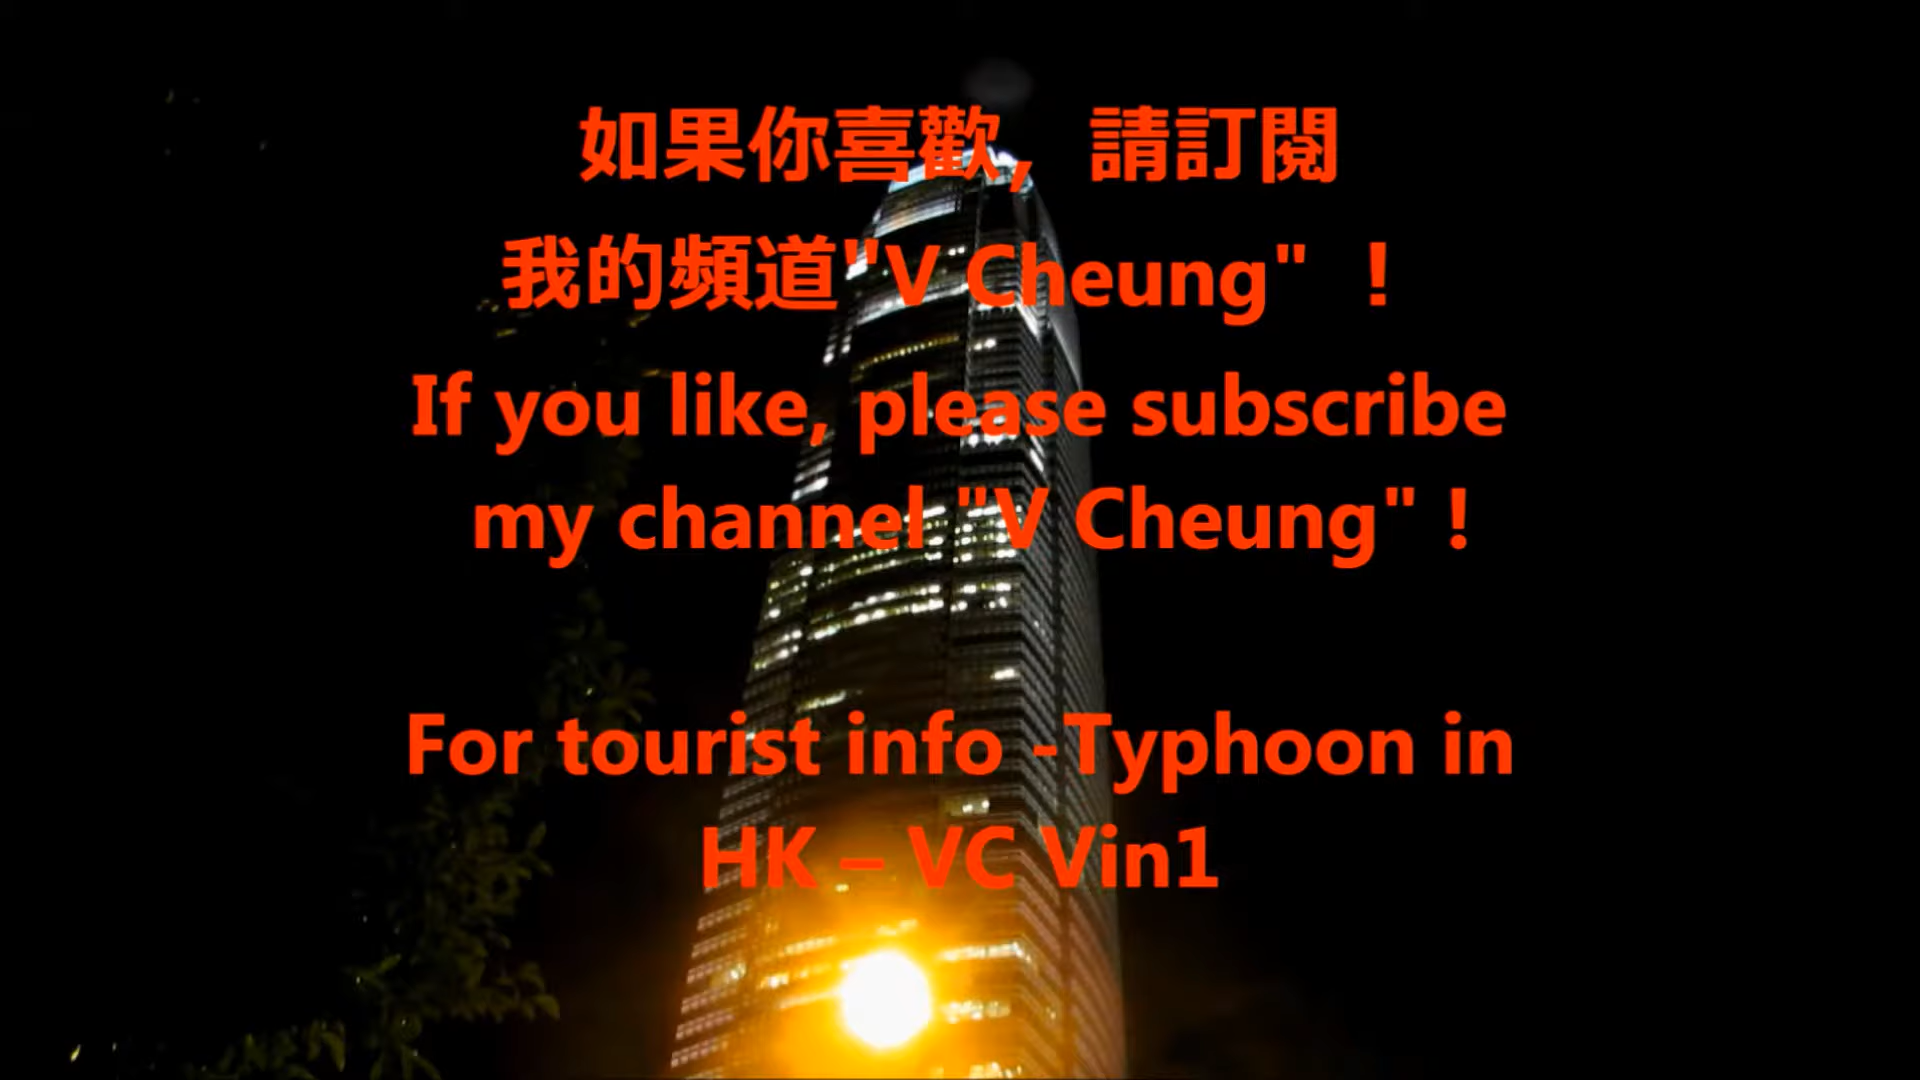 如果你喜歡，請訂閱
我的頻道"V Cheung" ！
If you like, please subscribe
my channel "V Cheung" !
For tourist info -Typhoon in
HK – VC Vin1